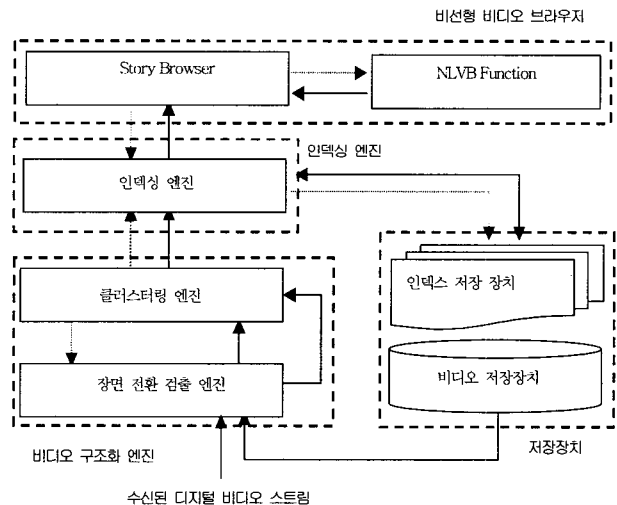 비선형 비디오 브라우저
Story Browser
NLVB Function
인덱싱 엔진
인덱싱 엔진
클러스터링 엔진
인덱스 저장 장치
장면 전환 검출 엔진
비디오 저장장치
비디오 구조화 엔진
저장장치
수신된 디지털 비디오 스트림